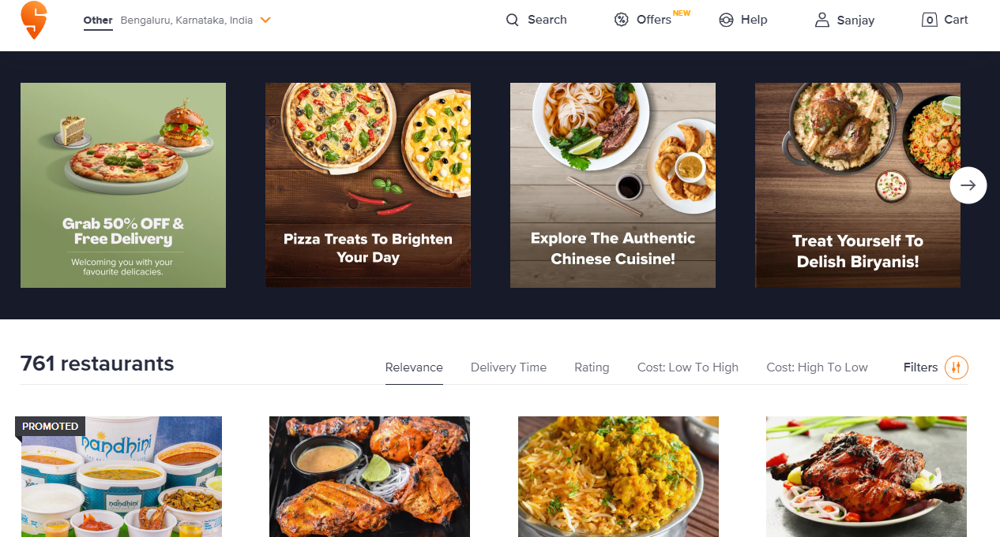 Other Bengaluru, Karnataka, India
Search
Offers NEW
Help
Sanjay
0 Cart
Grab 50% OFF &
Free Delivery
Welcoming you with your
favourite delicacies.
Pizza Treats To Brighten
Your Day
Explore The Authentic
Chinese Cuisine!
Treat Yourself To
Delish Biryanis!
761 restaurants
Relevance
Delivery Time
Rating
Cost: Low To High
Cost: High To Low
Filters
PROMOTED
nandhini
nandhini